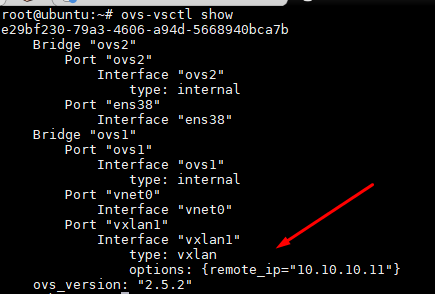 root@ubuntu:~# ovs-vsctl show
e29bf230-79a3-4606-a94d-5668940bca7b
    Bridge "ovs2"
        Port "ovs2"
            Interface "ovs2"
                type: internal
        Port "ens38"
            Interface "ens38"
    Bridge "ovs1"
        Port "ovs1"
            Interface "ovs1"
                type: internal
        Port "vnet0"
            Interface "vnet0"
        Port "vxlan1"
            Interface "vxlan1"
                type: vxlan
                options: {remote_ip="10.10.10.11"}
    ovs_version: "2.5.2"